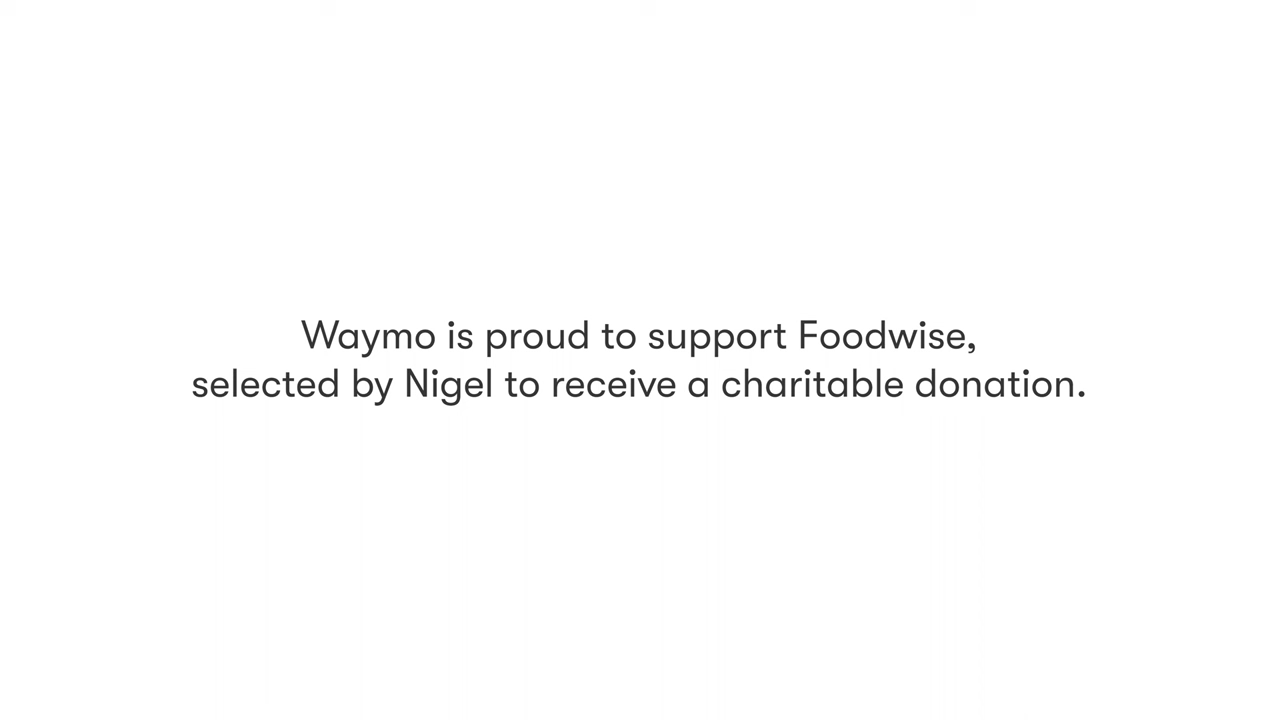 Waymo is proud to support Foodwise,
selected by Nigel to receive a charitable donation.